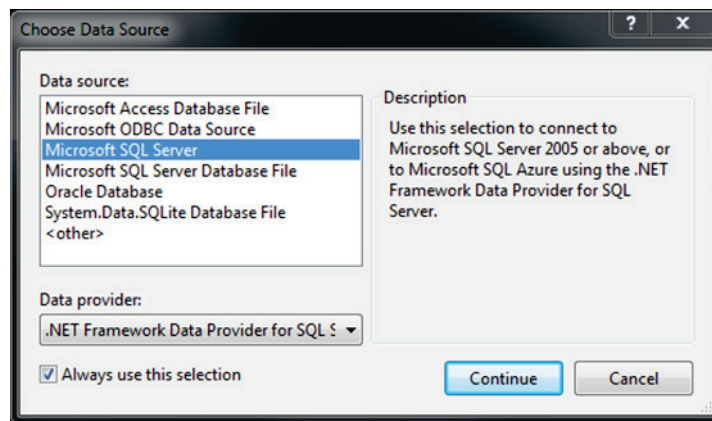 Choose Data Source
Data source:
Microsoft Access Database File
Microsoft ODBC Data Source
Microsoft SQL Server
Microsoft SQL Server Database File
Oracle Database
System.Data.SQLite Database File
<other>
Description
Use this selection to connect to
Microsoft SQL Server 2005 or above, or
to Microsoft SQL Azure using the .NET
Framework Data Provider for SQL
Server.
Data provider:
.NET Framework Data Provider for SQL S
Always use this selection
Continue
Cancel